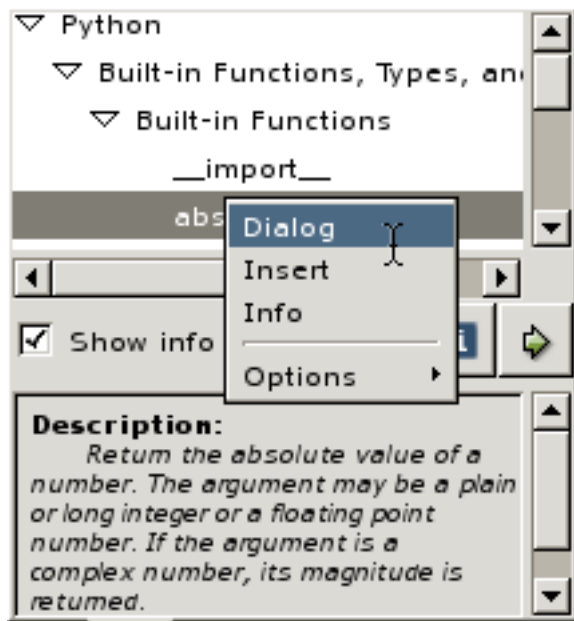 Python
Built-in Functions, Types, and
Built-in Functions
__import__
abs
Dialog
Insert
Info
Show info
i
Options
Description:
Return the absolute value of a
number. The argument may be a plain
or long integer or a floating point
number. If the argument is a
complex number, its magnitude is
returned.